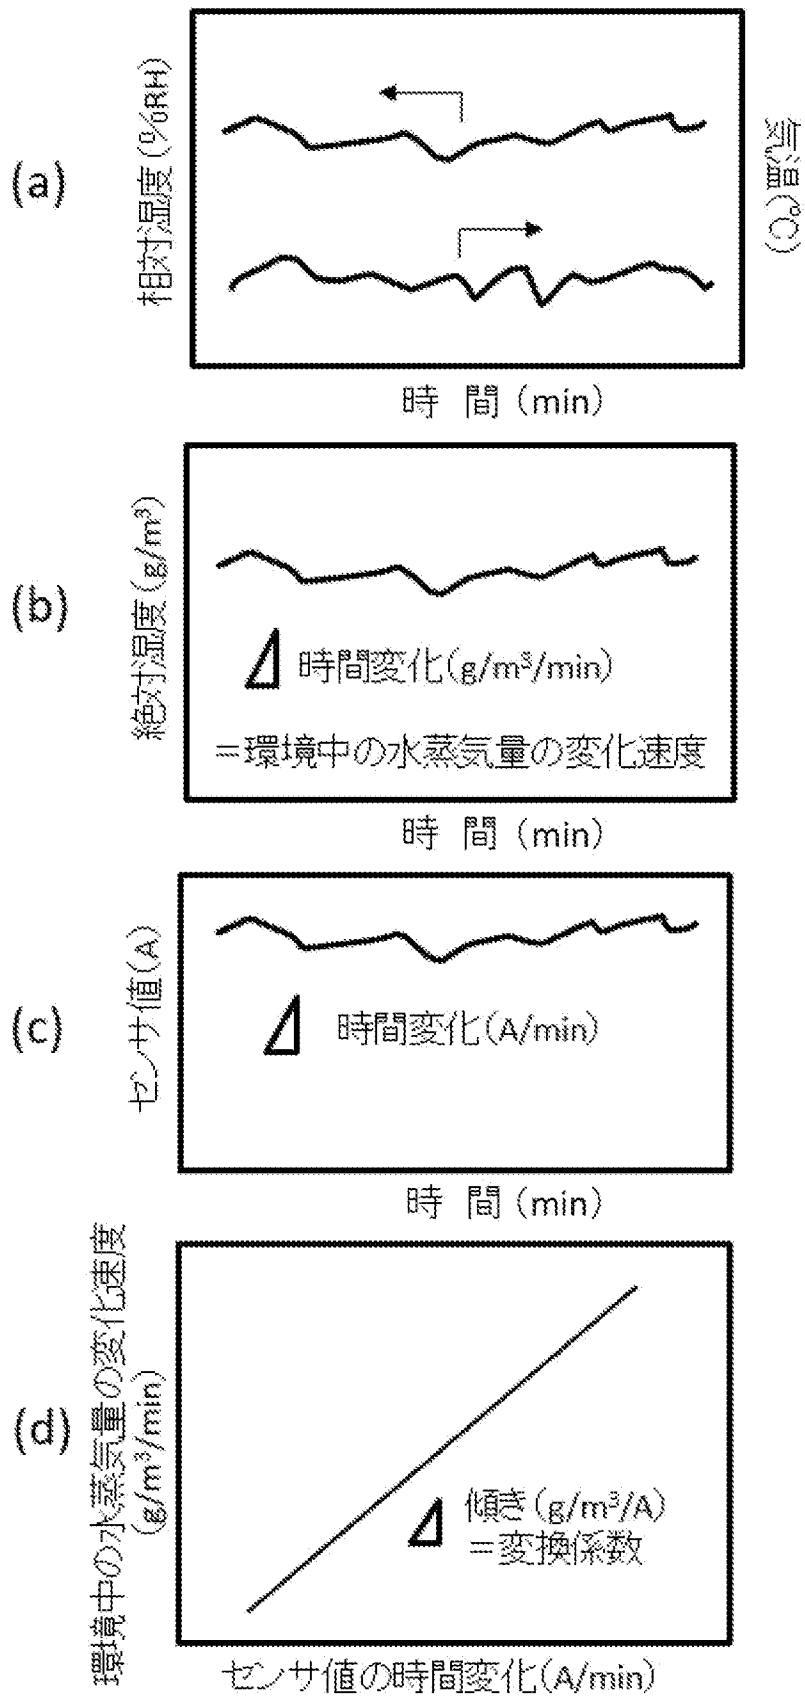 (a)
相対湿度(%RH)
気温(℃)
時 間 (min)
(b)
絶対湿度(g/m³)
時間変化(g/m³/min)
＝環境中の水蒸気量の変化速度
時 間 (min)
(c)
センサ値(A)
時間変化(A/min)
時 間 (min)
(d)
環境中の水蒸気量の変化速度
(g/m³/min)
傾き(g/m³/A)
＝変換係数
センサ値の時間変化(A/min)